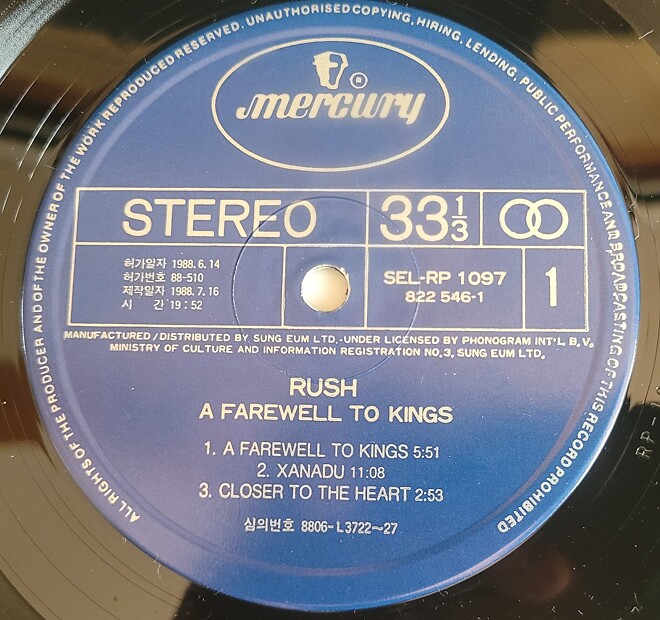 ALL RIGHTS OF THE PRODUCER AND OF THE OWNER OF THE WORK REPRODUCED RESERVED. UNAUTHORISED COPYING, HIRING, LENDING, PUBLIC PERFORMANCE AND BROADCASTING OF THIS RECORD PROHIBITED
R
mercury
STEREO
33 1/3
허가일자 1988.6.14
허가번호 88-510
제작일자 1988.7.16
시 간 19:52
SEL-RP 1097
822 546-1
1
MANUFACTURED/DISTRIBUTED BY SUNG EUM LTD.-UNDER LICENSED BY PHONOGRAM INT'L, B.V.
MINISTRY OF CULTURE AND INFORMATION REGISTRATION NO.3, SUNG EUM LTD.
RUSH
A FAREWELL TO KINGS
1. A FAREWELL TO KINGS 5:51
2. XANADU 11:08
3. CLOSER TO THE HEART 2:53
심의번호 8806-L3722~27
RP-